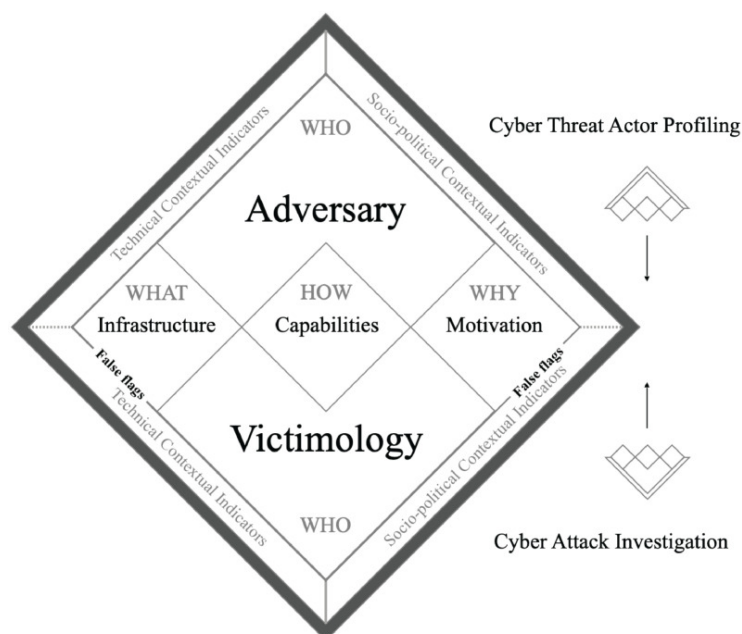 WHO
Technical Contextual Indicators
Socio-political Contextual Indicators
Cyber Threat Actor Profiling
Adversary
WHAT
HOW
WHY
Infrastructure
Capabilities
Motivation
False flags
False flags
Technical Contextual Indicators
Socio-political Contextual Indicators
Victimology
WHO
Cyber Attack Investigation